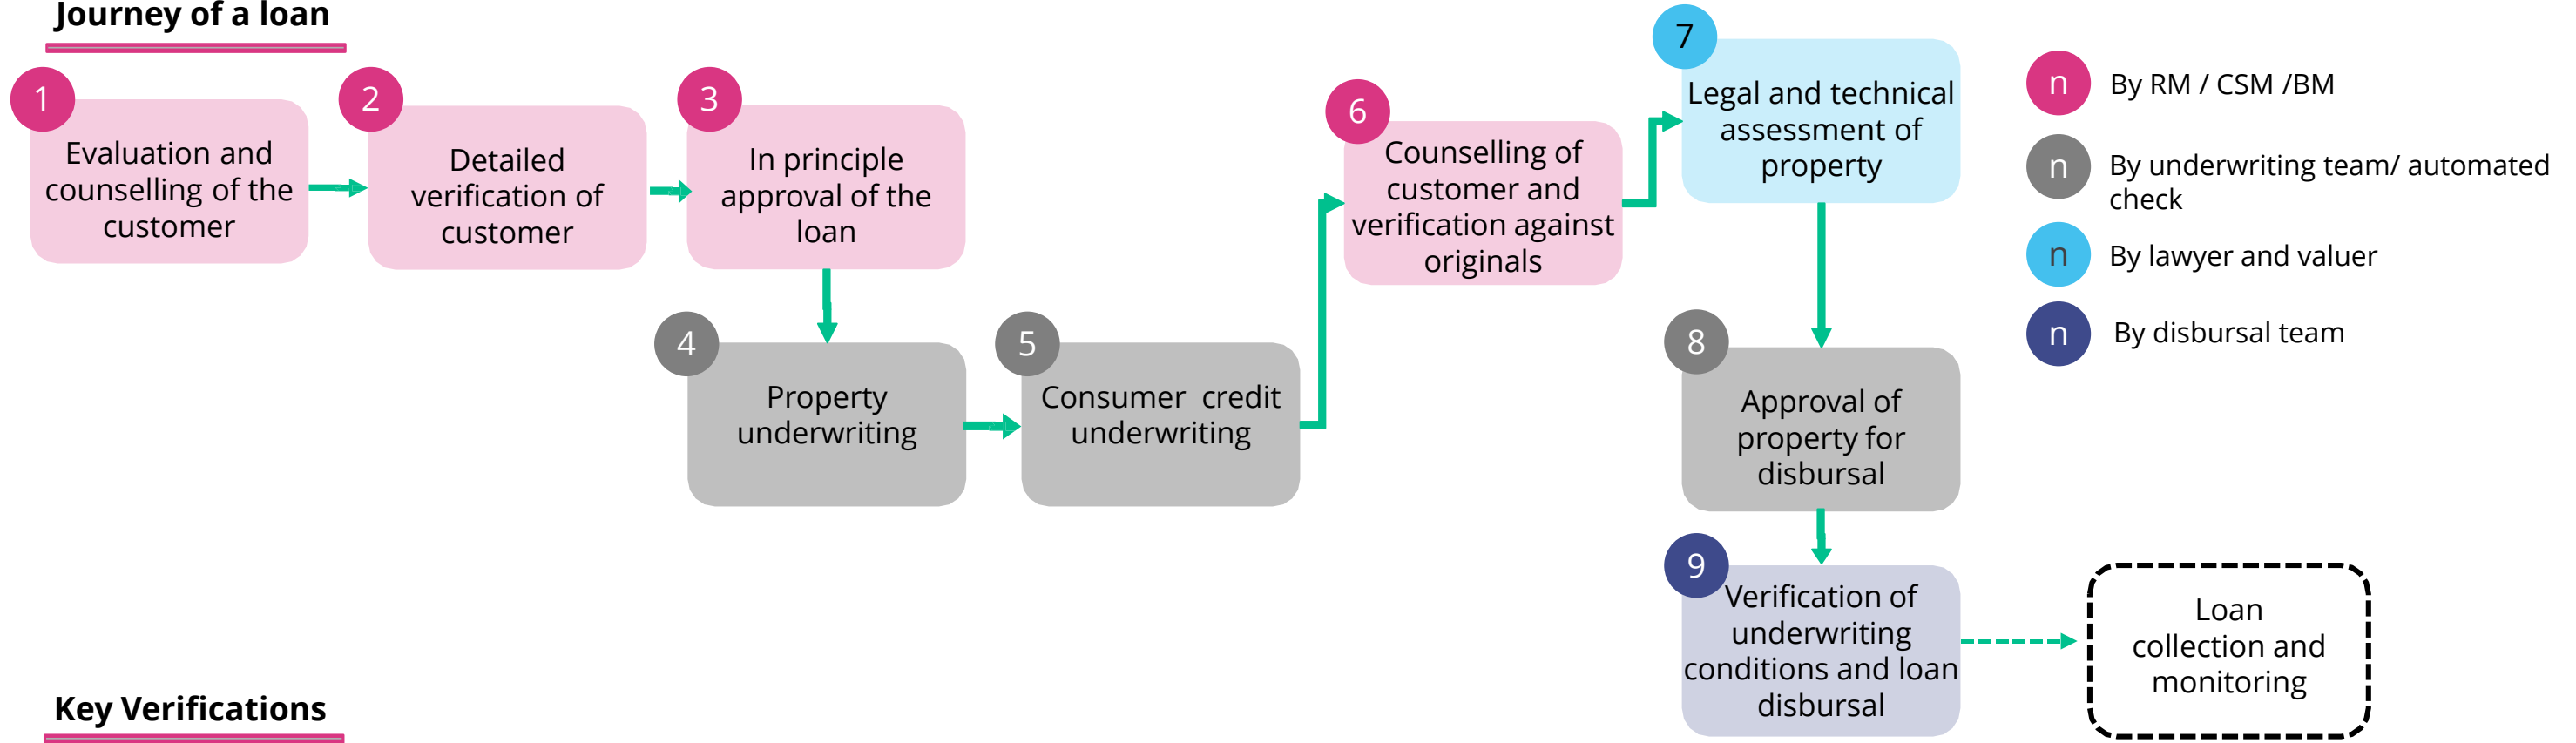 Journey of a loan
1
Evaluation and
counselling of the
customer
2
Detailed
verification of
customer
3
In principle
approval of the
loan
4
Property
underwriting
5
Consumer credit
underwriting
6
Counselling of
customer and
verification against
originals
7
Legal and technical
assessment of
property
8
Approval of
property for
disbursal
9
Verification of
underwriting
conditions and loan
disbursal
Loan
collection and
monitoring
n By RM / CSM /BM
n By underwriting team/ automated
check
n By lawyer and valuer
n By disbursal team
Key Verifications